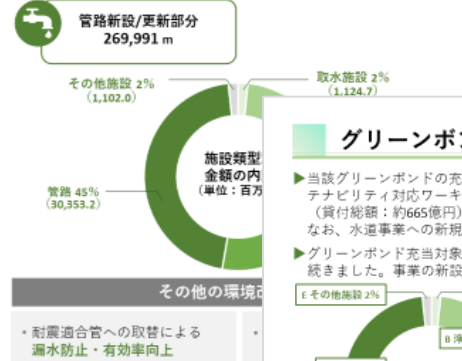 管路新設/更新部分
269,991 m
その他施設 2%
（1,102.0）
取水施設 2%
（1,124.7）
施設類型
金額の内
（単位：百万
管路 45%
（30,353.2）
その他の環境
・耐震適合管への取替による
漏水防止・有効率向上
・
グリーンボン
▶当該グリーンボンドの充
テナビリティ対応ワーキ
（貸付総額：約665億円）
なお、水道事業への新規
▶グリーンボンド充当対象
続きました。事業の新設
E その他施設 2%
B 浄